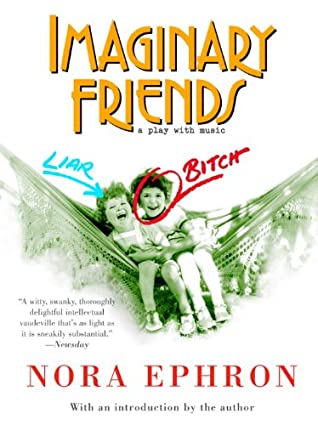 IMAGINARY
FRIENDS
a play with music
LIAR
BITCH
“A witty, swanky, thoroughly
delightful intellectual
vaudeville that’s as light as
it is sneakily substantial.”
—Newsday
NORA EPHRON
With an introduction by the author